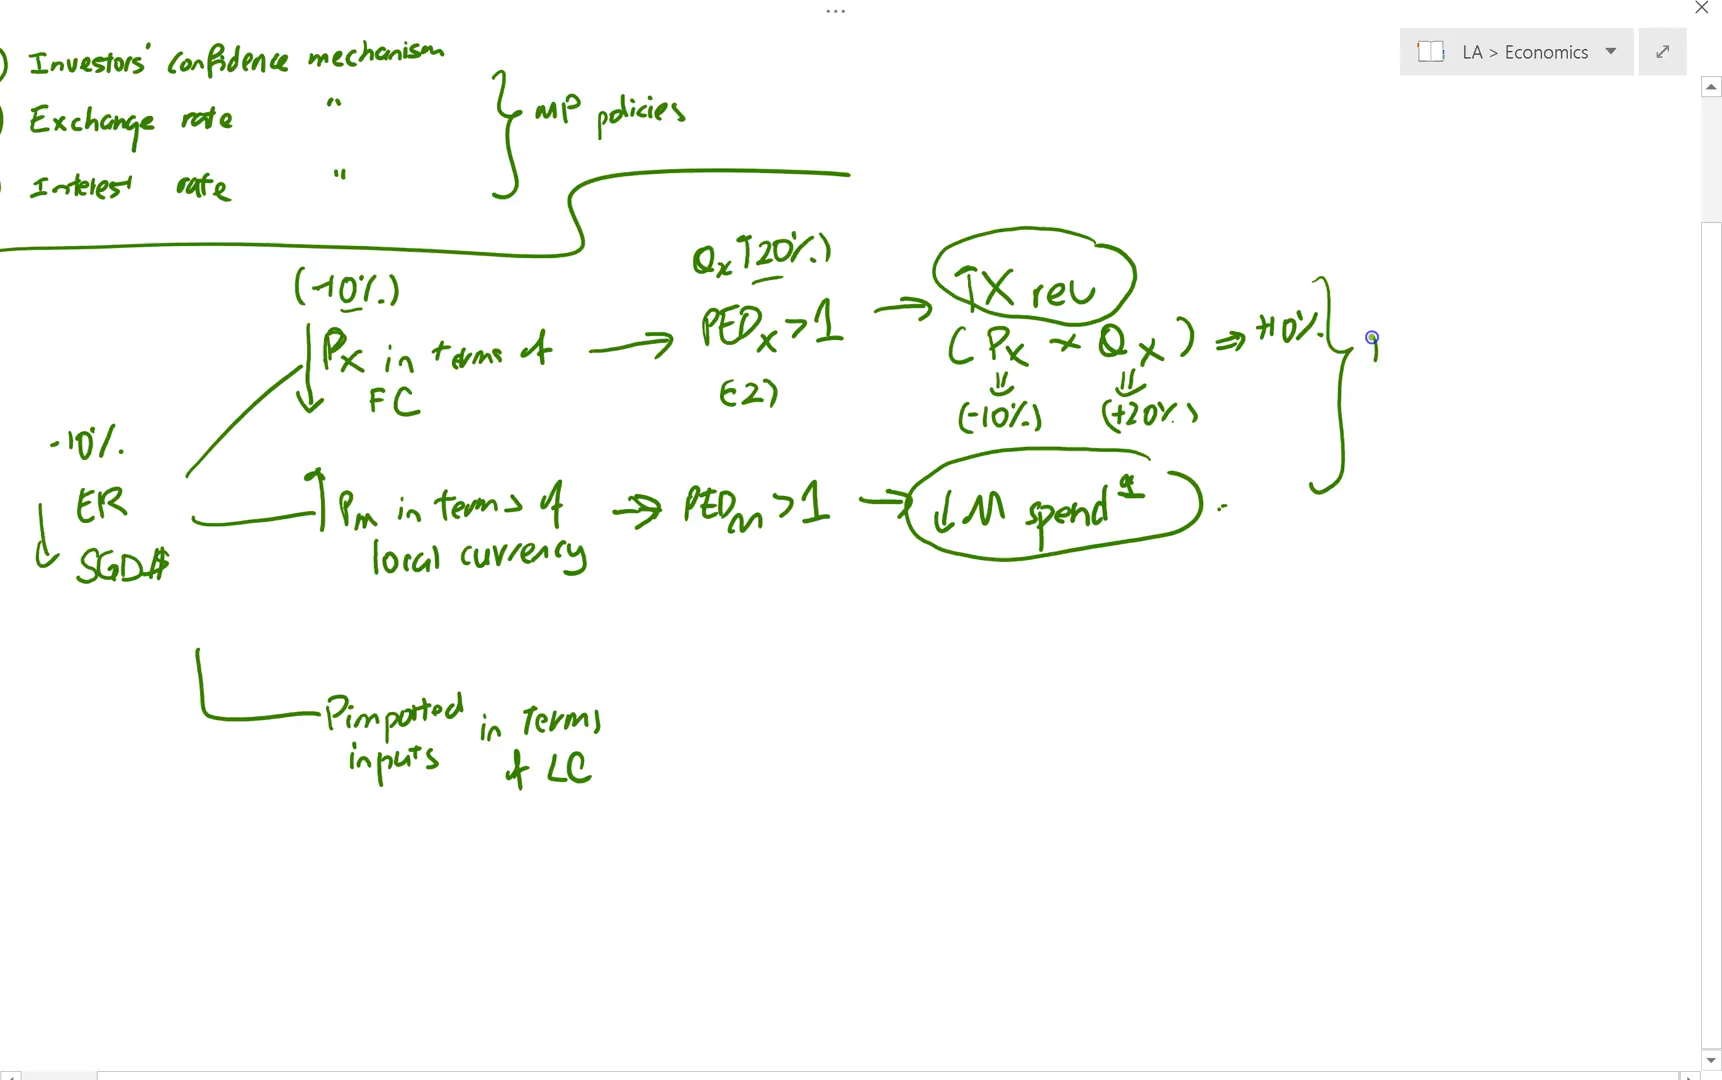 LA > Economics
) Investors' confidence mechanism
) Exchange rate "
Interest rate "
MP policies
(-10%)
↓ Px in terms of FC
Qx ↑20%)
PEDx > 1
(=2)
↑X rev
(Px × Qx) ⇒ +10%
(-10%) (+20%)
-10%
↓ ER
SGD$
↑ Pm in terms of
local currency
→ PEDm > 1 → ↓ M spend
Pimported in terms
inputs of LC